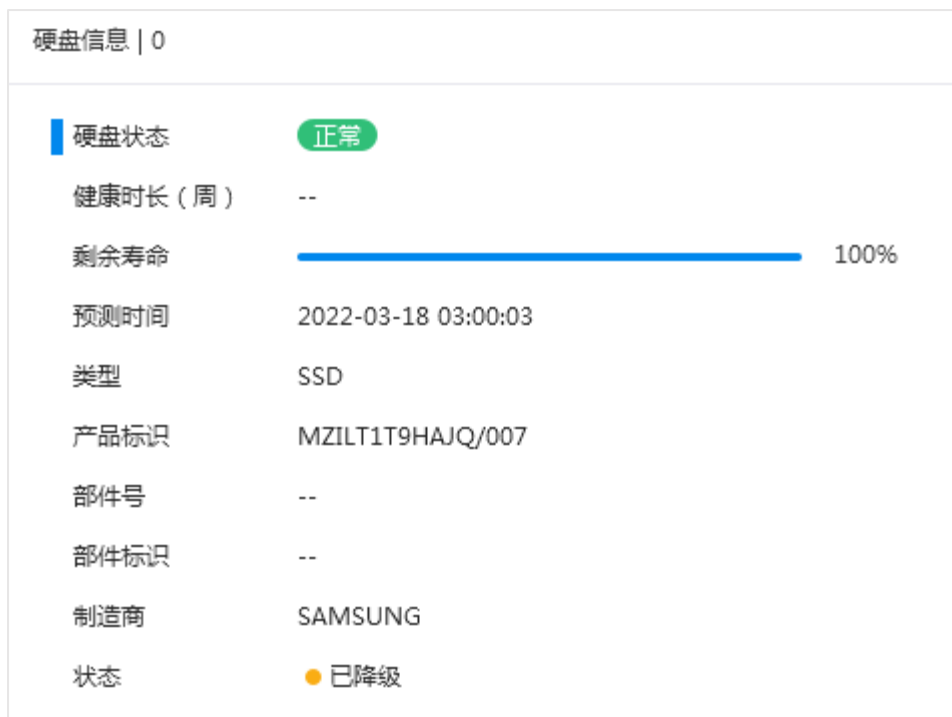 硬盘信息 | 0
硬盘状态 正常
健康时长（周） --
剩余寿命 100%
预测时间 2022-03-18 03:00:03
类型 SSD
产品标识 MZILT1T9HAJQ/007
部件号 --
部件标识 --
制造商 SAMSUNG
状态 已降级